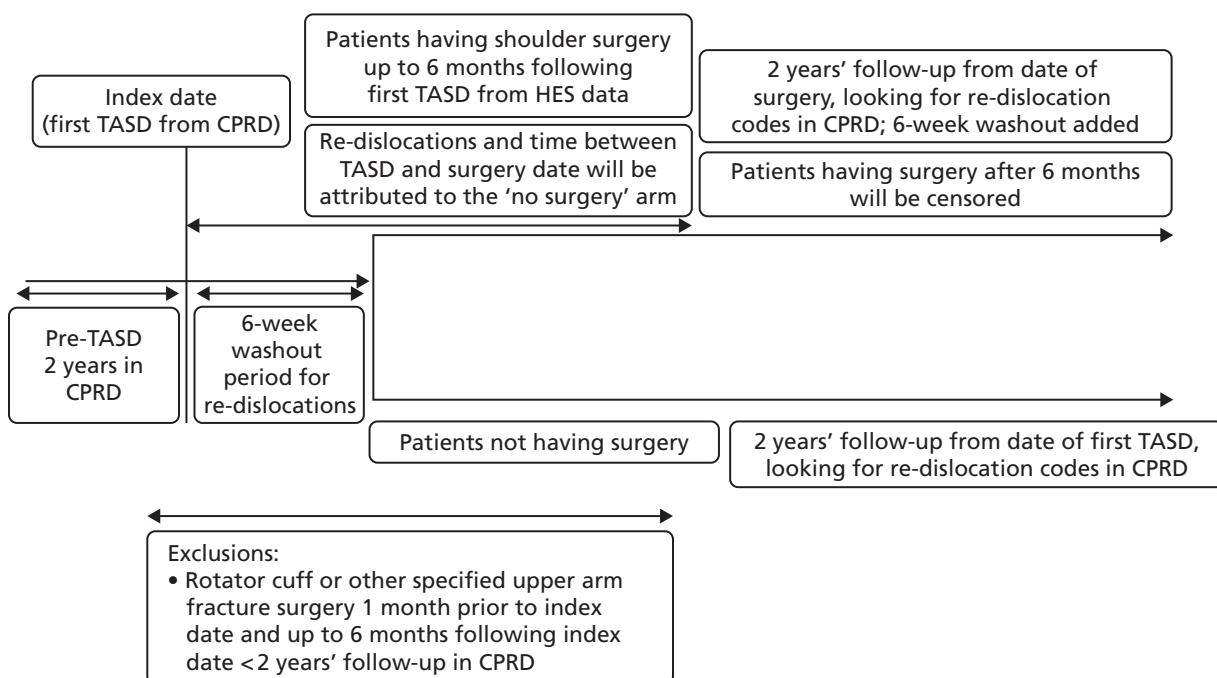 Index date
(first TASD from CPRD)
Patients having shoulder surgery
up to 6 months following
first TASD from HES data
Re-dislocations and time between
TASD and surgery date will be
attributed to the ‘no surgery’ arm
2 years’ follow-up from date of
surgery, looking for re-dislocation
codes in CPRD; 6-week washout added
Patients having surgery after 6 months
will be censored
Pre-TASD
2 years in
CPRD
6-week
washout
period for
re-dislocations
Patients not having surgery
2 years’ follow-up from date of first TASD,
looking for re-dislocation codes in CPRD
Exclusions:
• Rotator cuff or other specified upper arm
fracture surgery 1 month prior to index
date and up to 6 months following index
date <2 years’ follow-up in CPRD